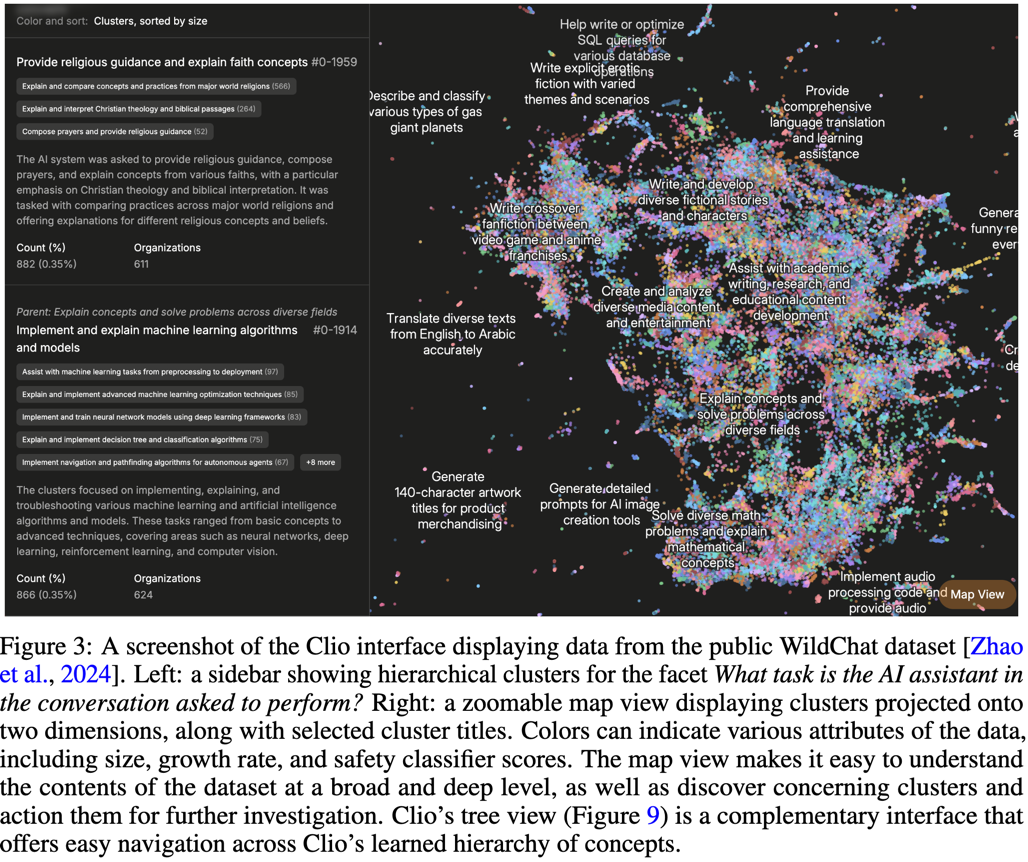 Color and sort: Clusters, sorted by size
Provide religious guidance and explain faith concepts #0-1959
Explain and compare concepts and practices from major world religions (566)
Explain and interpret Christian theology and biblical passages (264)
Compose prayers and provide religious guidance (52)
The AI system was asked to provide religious guidance, compose
prayers, and explain concepts from various faiths, with a particular
emphasis on Christian theology and biblical interpretation. It was
tasked with comparing practices across major world religions and
offering explanations for different religious concepts and beliefs.
Count (%) Organizations
882 (0.35%) 611
Parent: Explain concepts and solve problems across diverse fields
Implement and explain machine learning algorithms #0-1914
and models
Assist with machine learning tasks from preprocessing to deployment (97)
Explain and implement advanced machine learning optimization techniques (85)
Implement and train neural network models using deep learning frameworks (83)
Explain and implement decision tree and classification algorithms (75)
Implement navigation and pathfinding algorithms for autonomous agents (67) +8 more
The clusters focused on implementing, explaining, and
troubleshooting various machine learning and artificial intelligence
algorithms and models. These tasks ranged from basic concepts to
advanced techniques, covering areas such as neural networks, deep
learning, reinforcement learning, and computer vision.
Count (%) Organizations
866 (0.35%) 624
Help write or optimize
SQL queries for
various database
operations
Write explicit erotic
fiction with varied
themes and scenarios
Describe and classify
various types of gas
giant planets
Provide
comprehensive
language translation
and learning
assistance
Write and develop
diverse fictional stories
and characters
Write crossover
fanfiction between
video game and anime
franchises
Genera
funny re
ever
Assist with academic
writing, research, and
educational content
development
Create and analyze
diverse media content
and entertainment
Translate diverse texts
from English to Arabic
accurately
Cr
de
Explain concepts and
solve problems across
diverse fields
Generate
140-character artwork
titles for product
merchandising
Generate detailed
prompts for AI image
creation tools
Solve diverse math
problems and explain
mathematical
concepts
Implement audio
processing code and
provide audio
Map View
Figure 3: A screenshot of the Clio interface displaying data from the public WildChat dataset [Zhao
et al., 2024]. Left: a sidebar showing hierarchical clusters for the facet What task is the AI assistant in
the conversation asked to perform? Right: a zoomable map view displaying clusters projected onto
two dimensions, along with selected cluster titles. Colors can indicate various attributes of the data,
including size, growth rate, and safety classifier scores. The map view makes it easy to understand
the contents of the dataset at a broad and deep level, as well as discover concerning clusters and
action them for further investigation. Clio's tree view (Figure 9) is a complementary interface that
offers easy navigation across Clio's learned hierarchy of concepts.